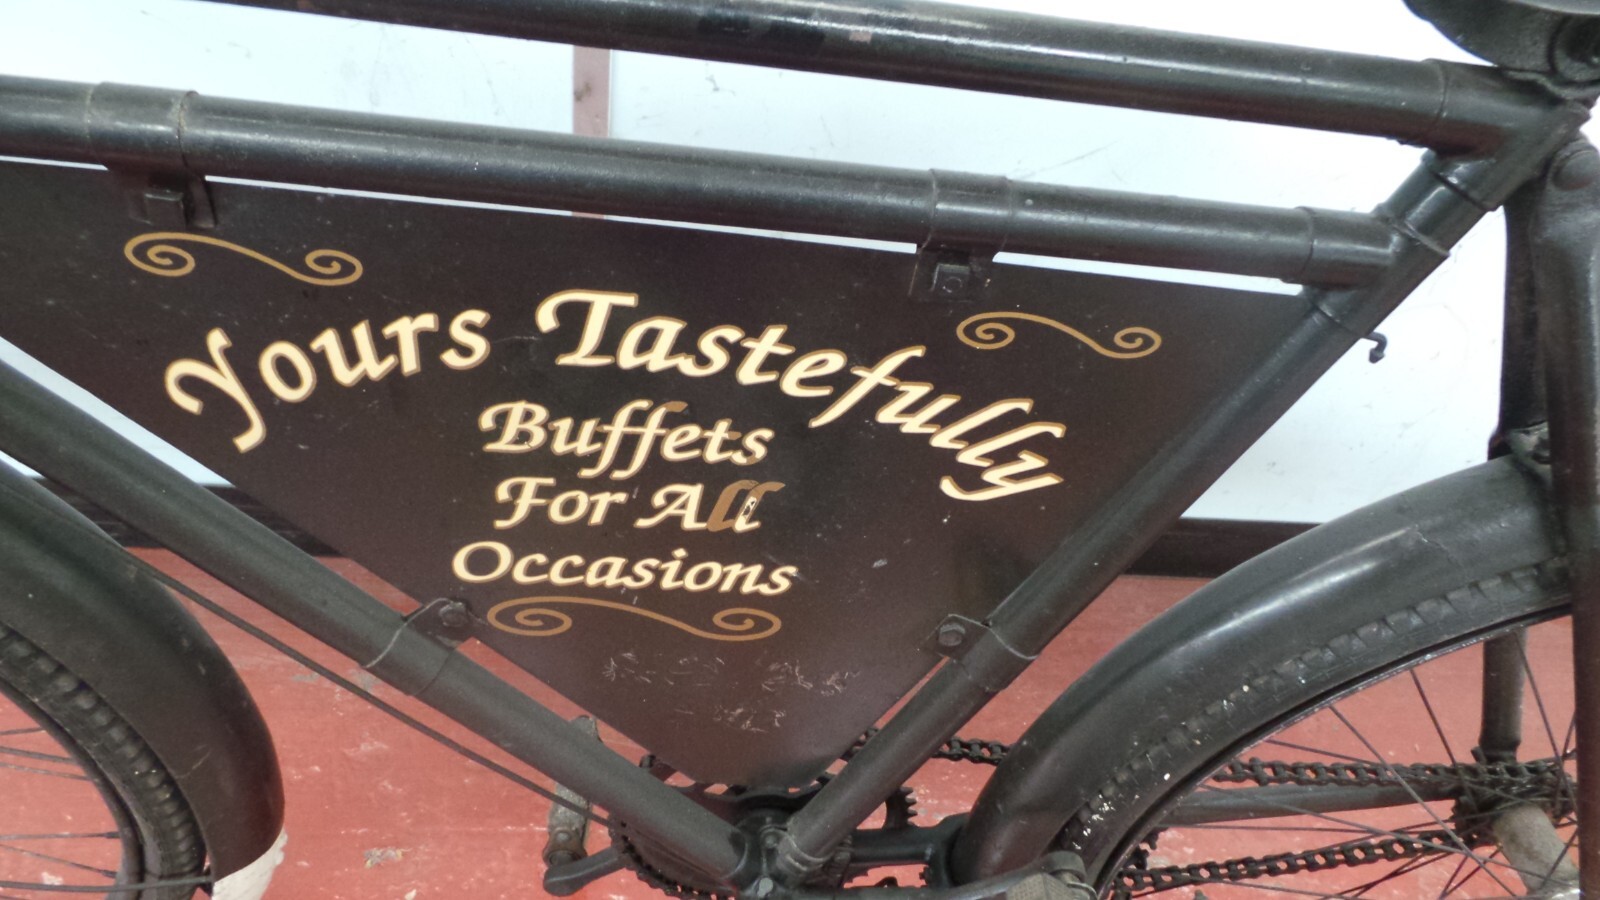 Yours Tastefully
Buffets
For All
Occasions